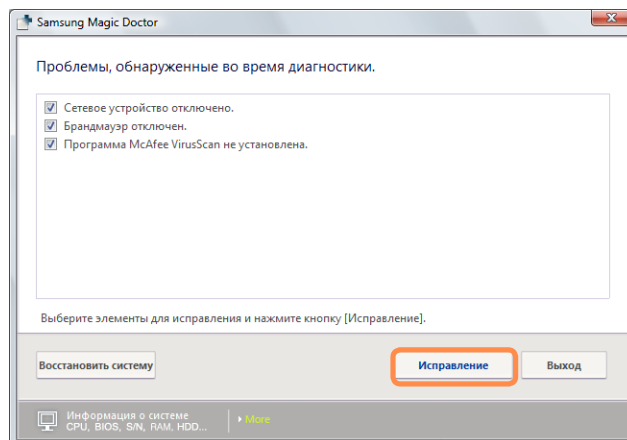 Samsung Magic Doctor
Проблемы, обнаруженные во время диагностики.
Сетевое устройство отключено.
Брандмауэр отключен.
Программа McAfee VirusScan не установлена.
Выберите элементы для исправления и нажмите кнопку [Исправление].
Восстановить систему
Исправление
Выход
Информация о системе
CPU, BIOS, S/N, RAM, HDD...
More